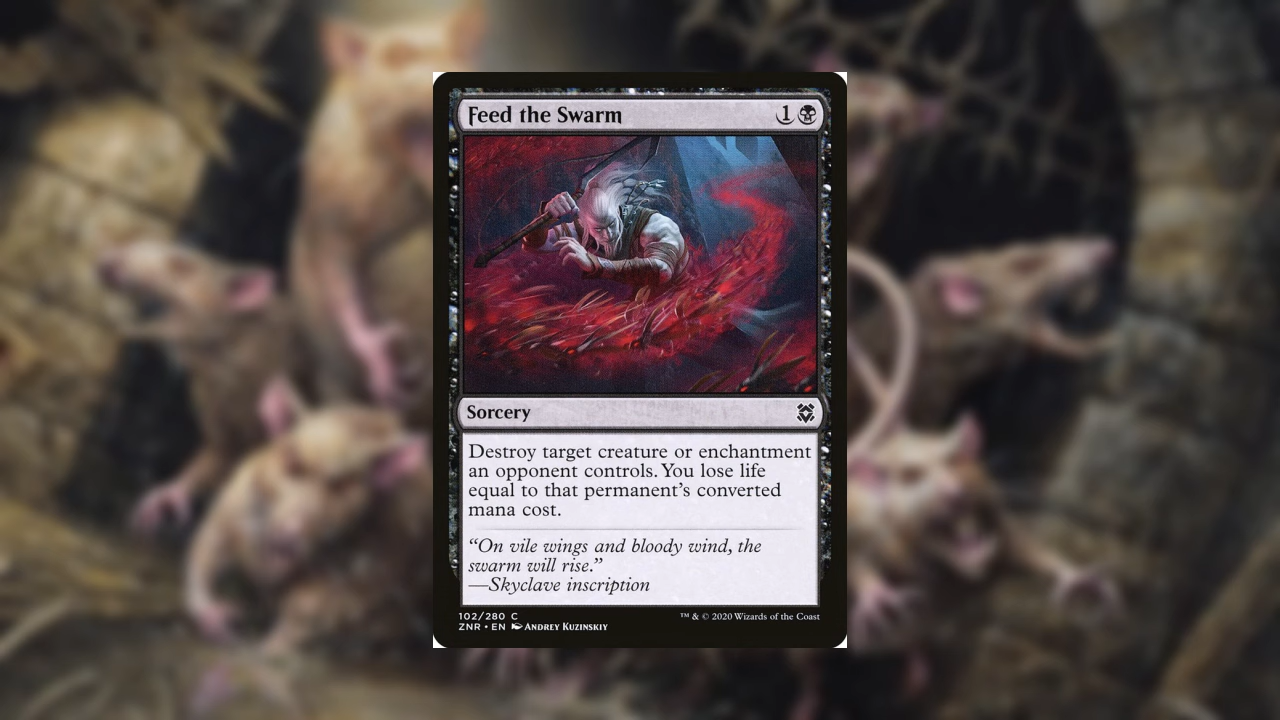 Feed the Swarm 1
Sorcery
Destroy target creature or enchantment
an opponent controls. You lose life
equal to that permanent's converted
mana cost.
“On vile wings and bloody wind, the
swarm will rise.”
—Skyclave inscription
102/280 C
ZNR • EN Andrey Kuzinskiy
™ & © 2020 Wizards of the Coast